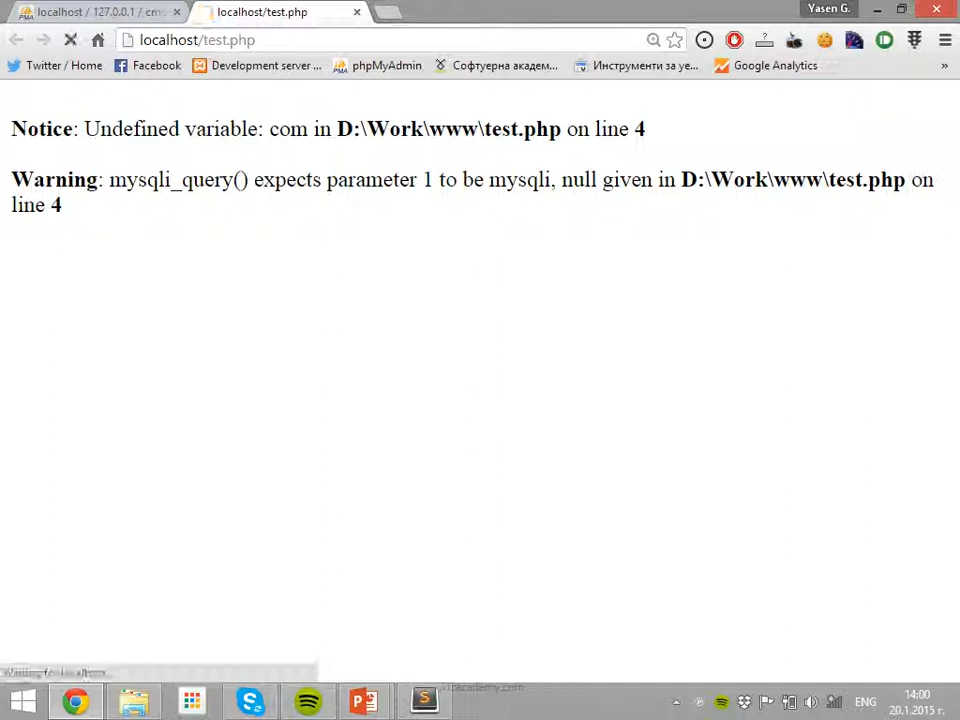 localhost / 127.0.0.1 / cms
localhost/test.php
Yasen G.
localhost/test.php
Twitter / Home
Facebook
Development server ...
phpMyAdmin
Софтуерна академ...
Инструменти за уе...
Google Analytics
»
Notice: Undefined variable: com in D:\Work\www\test.php on line 4
Warning: mysqli_query() expects parameter 1 to be mysqli, null given in D:\Work\www\test.php on
line 4
ENG
14:00
20.1.2015 г.